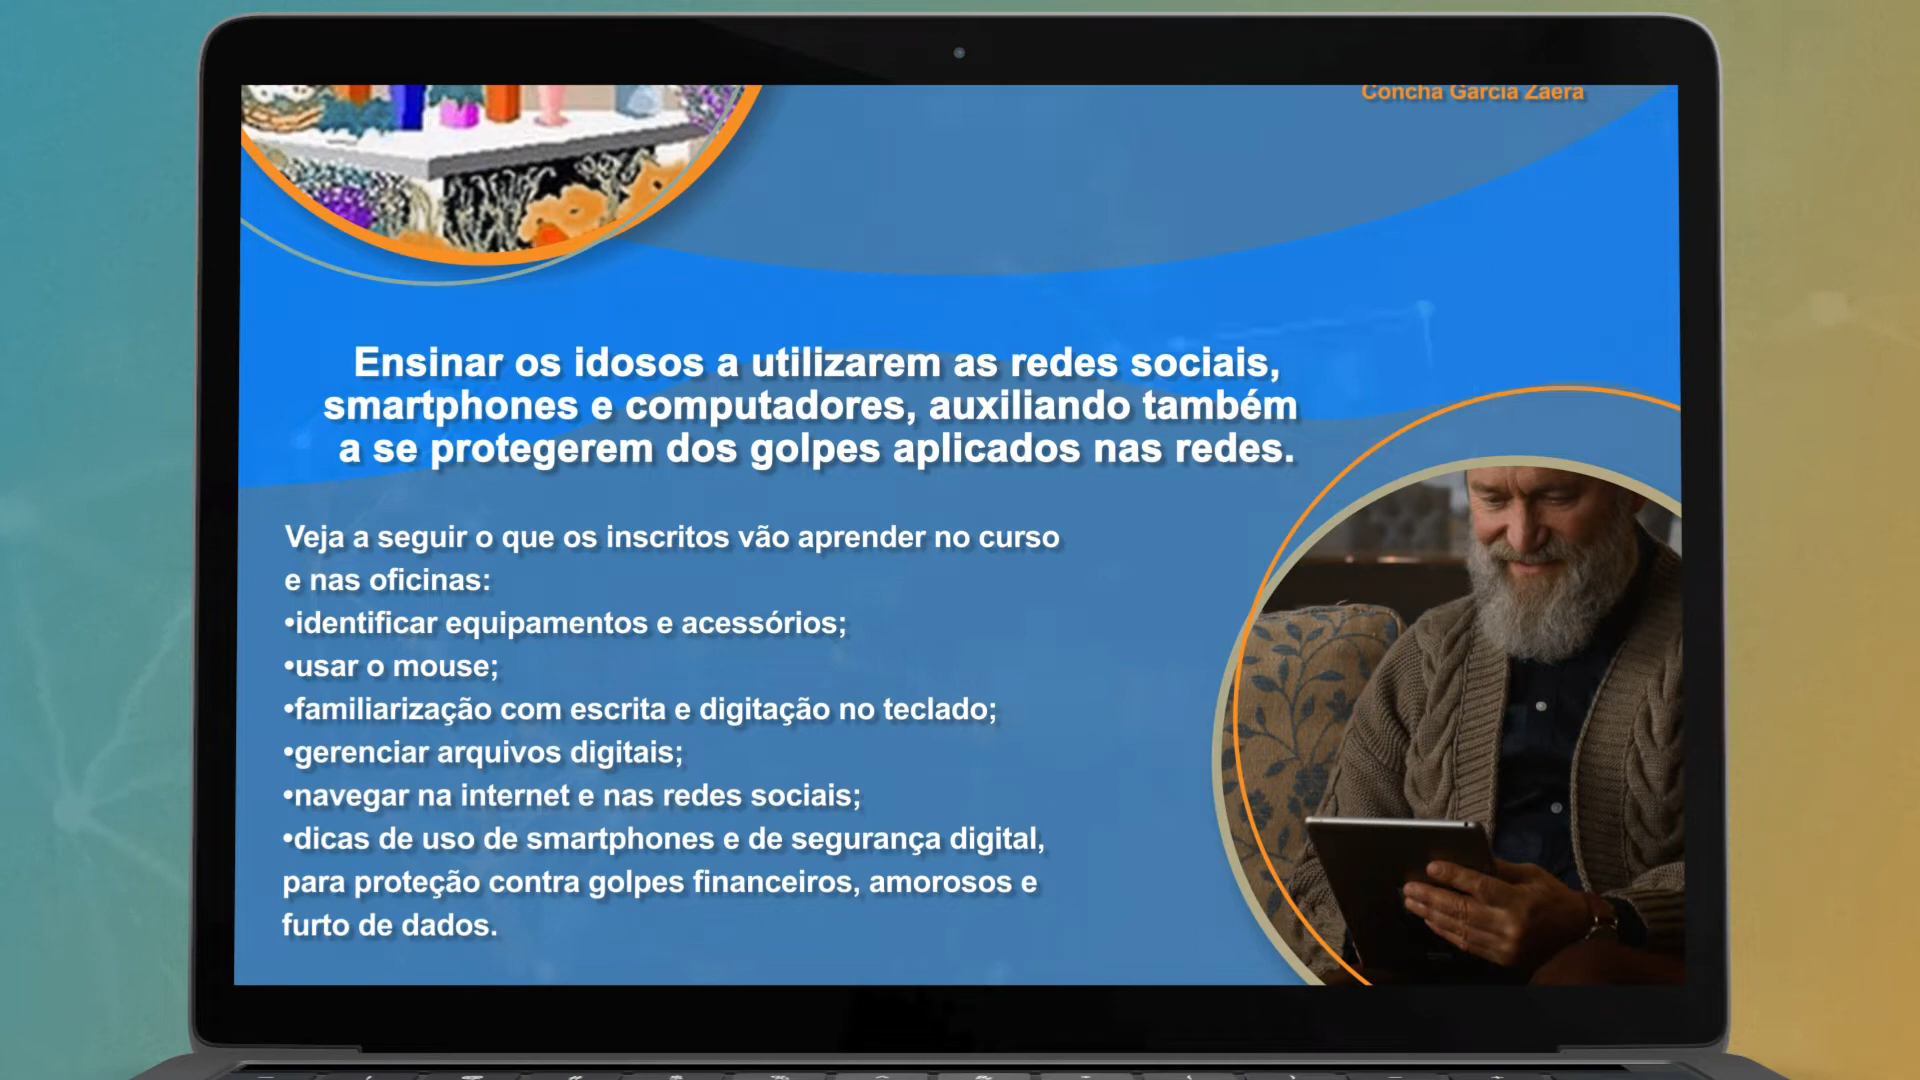 Concha García Zaera
Ensinar os idosos a utilizarem as redes sociais,
smartphones e computadores, auxiliando também
a se protegerem dos golpes aplicados nas redes.
Veja a seguir o que os inscritos vão aprender no curso
e nas oficinas:
•identificar equipamentos e acessórios;
•usar o mouse;
•familiarização com escrita e digitação no teclado;
•gerenciar arquivos digitais;
•navegar na internet e nas redes sociais;
•dicas de uso de smartphones e de segurança digital,
para proteção contra golpes financeiros, amorosos e
furto de dados.